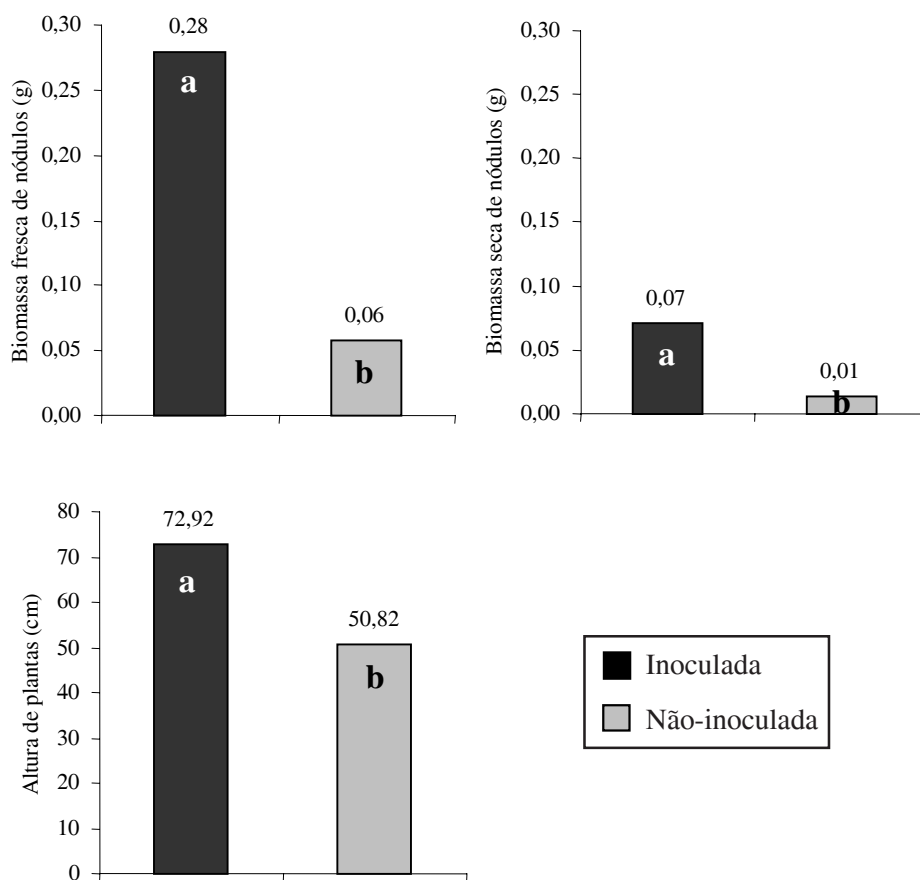 Biomassa fresca de nódulos (g)
0,30
0,25
0,20
0,15
0,10
0,05
0,00
0,28
a
0,06
b
Biomassa seca de nódulos (g)
0,30
0,25
0,20
0,15
0,10
0,05
0,00
0,07
a
0,01
b
Altura de plantas (cm)
80
70
60
50
40
30
20
10
0
72,92
a
50,82
b
Inoculada
Não-inoculada